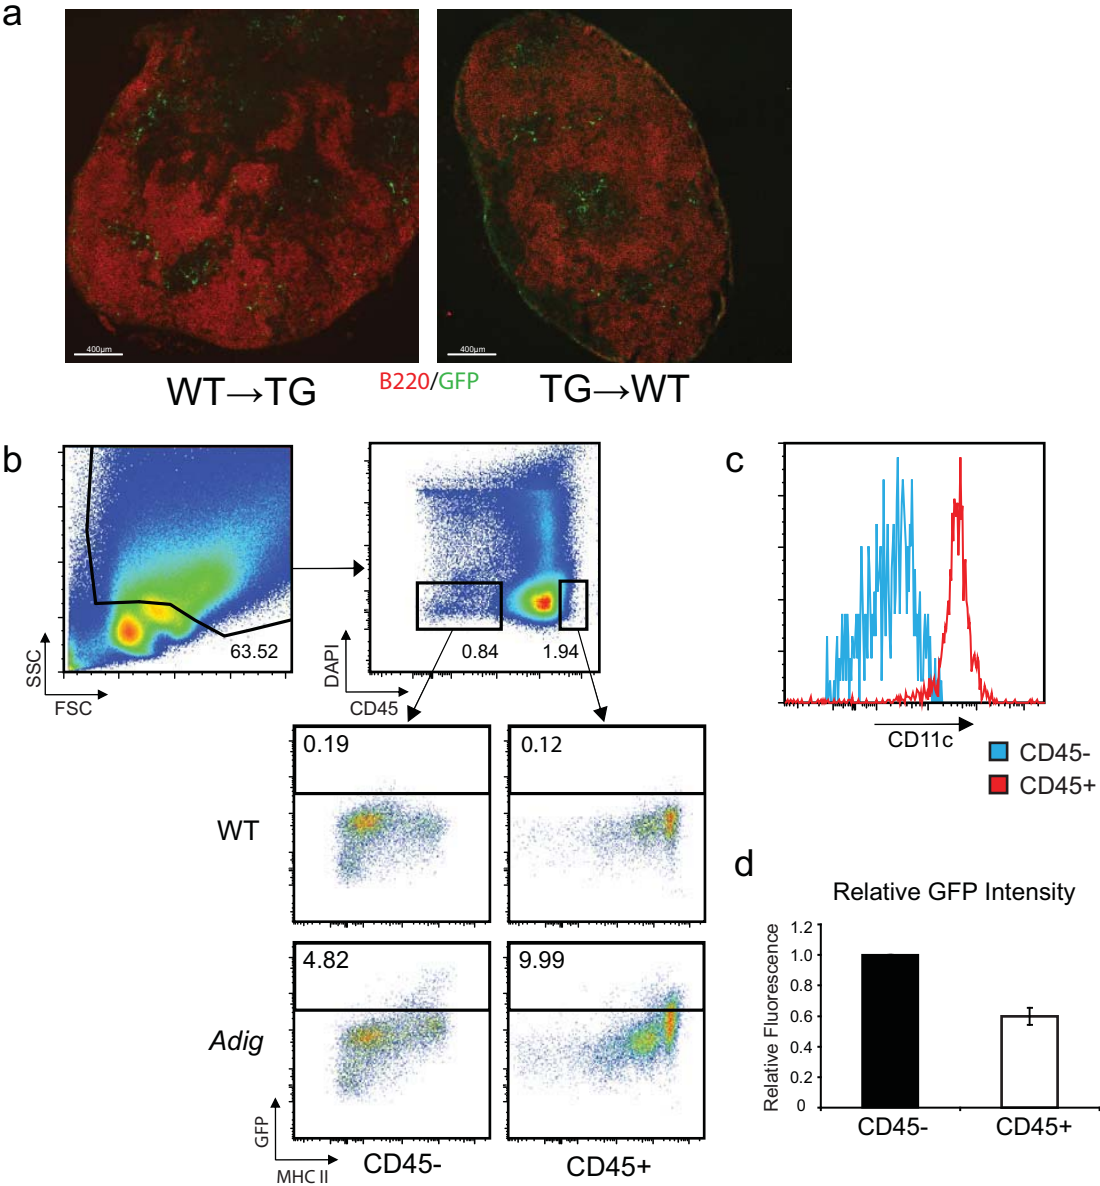 a
400µm
400µm
WT→TG
B220/GFP
TG→WT
b
SSC
FSC
63.52
DAPI
CD45
0.84
1.94
c
CD11c
CD45-
CD45+
WT
0.19
0.12
Adig
4.82
9.99
GFP
MHC II
CD45-
CD45+
d
Relative GFP Intensity
Relative Fluorescence
1.2
1.0
0.8
0.6
0.4
0.2
0
CD45-
CD45+